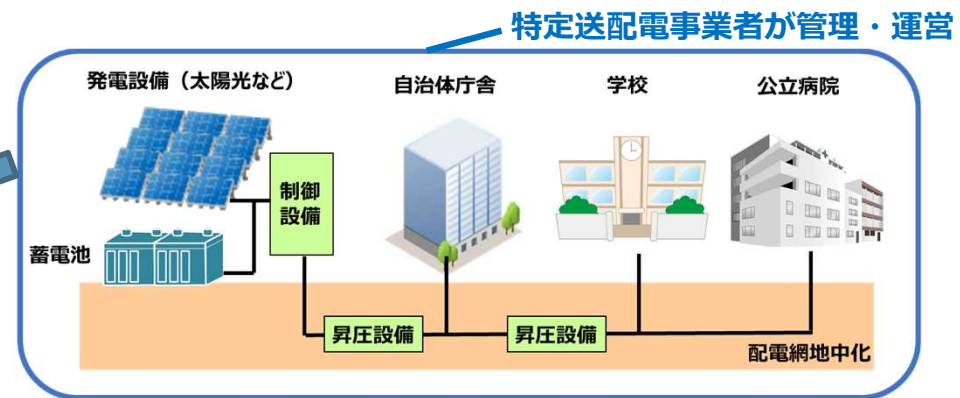 特定送配電事業者が管理・運営
発電設備（太陽光など）
自治体庁舎
学校
公立病院
制御
設備
蓄電池
昇圧設備
昇圧設備
配電網地中化